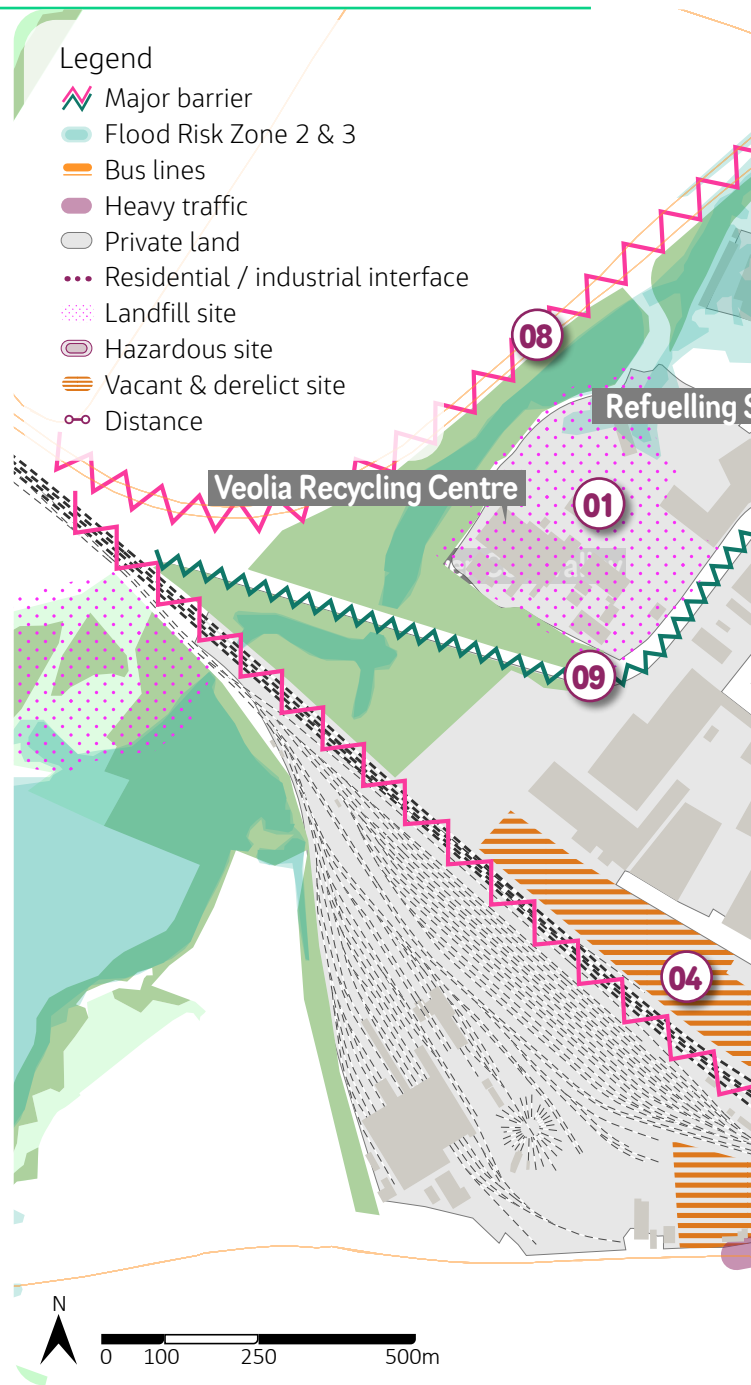 Legend
Major barrier
Flood Risk Zone 2 & 3
Bus lines
Heavy traffic
Private land
Residential / industrial interface
Landfill site
Hazardous site
Vacant & derelict site
Distance
08
Refuelling S
Veolia Recycling Centre
01
09
04
N
0 100 250 500m